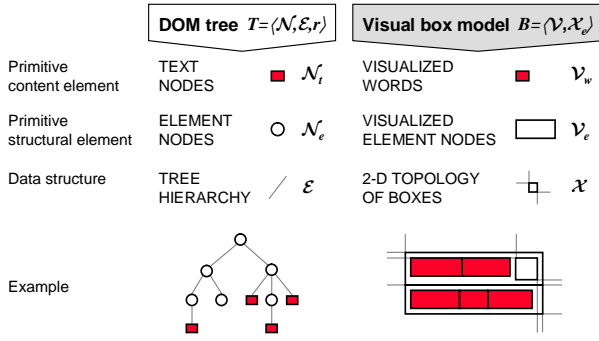 DOM tree T=⟨𝒩,ℰ,r⟩ Visual box model B=⟨𝒱,𝒳e⟩
Primitive content element
TEXT NODES 𝒩t
VISUALIZED WORDS 𝒱w
Primitive structural element
ELEMENT NODES 𝒩e
VISUALIZED ELEMENT NODES 𝒱e
Data structure
TREE HIERARCHY ℰ
2-D TOPOLOGY OF BOXES 𝒳
Example